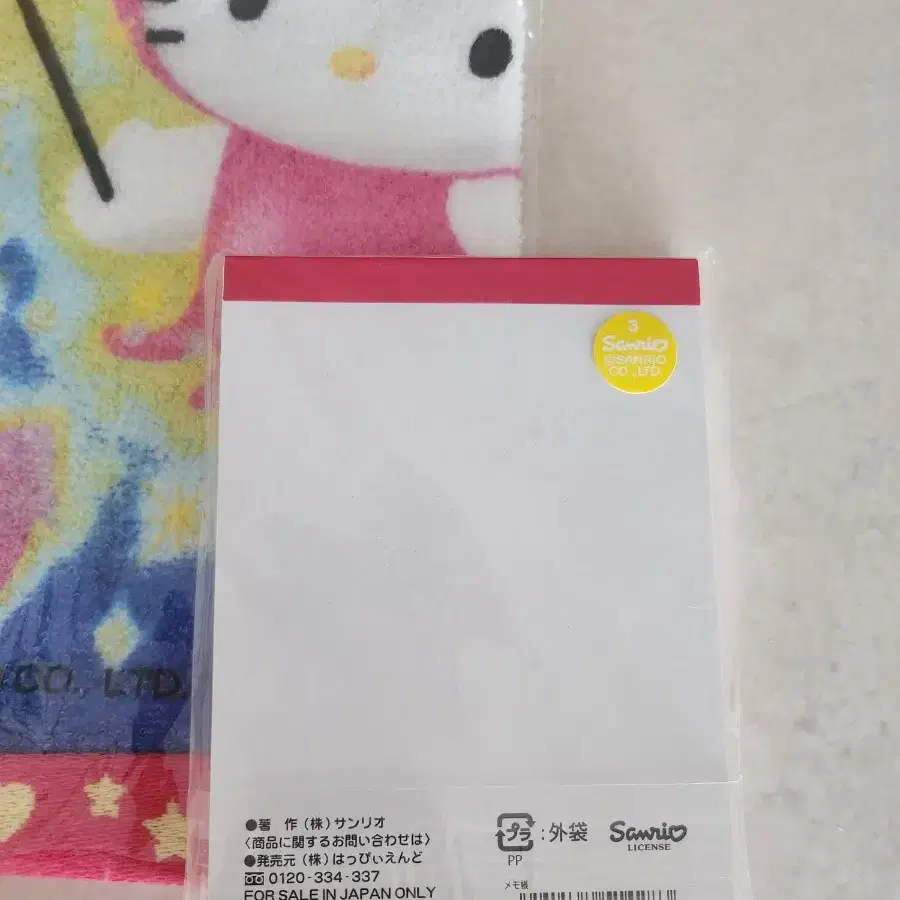 3
Sanrio
©SANRIO
CO.,LTD.
CO., LTD.
●著 作(株)サンリオ
〈商品に関するお問い合わせは〉
●発売元(株)はっぴぃえんど
0120-334-337
FOR SALE IN JAPAN ONLY
プラ:外袋
PP
Sanrio
LICENSE
メモ帳